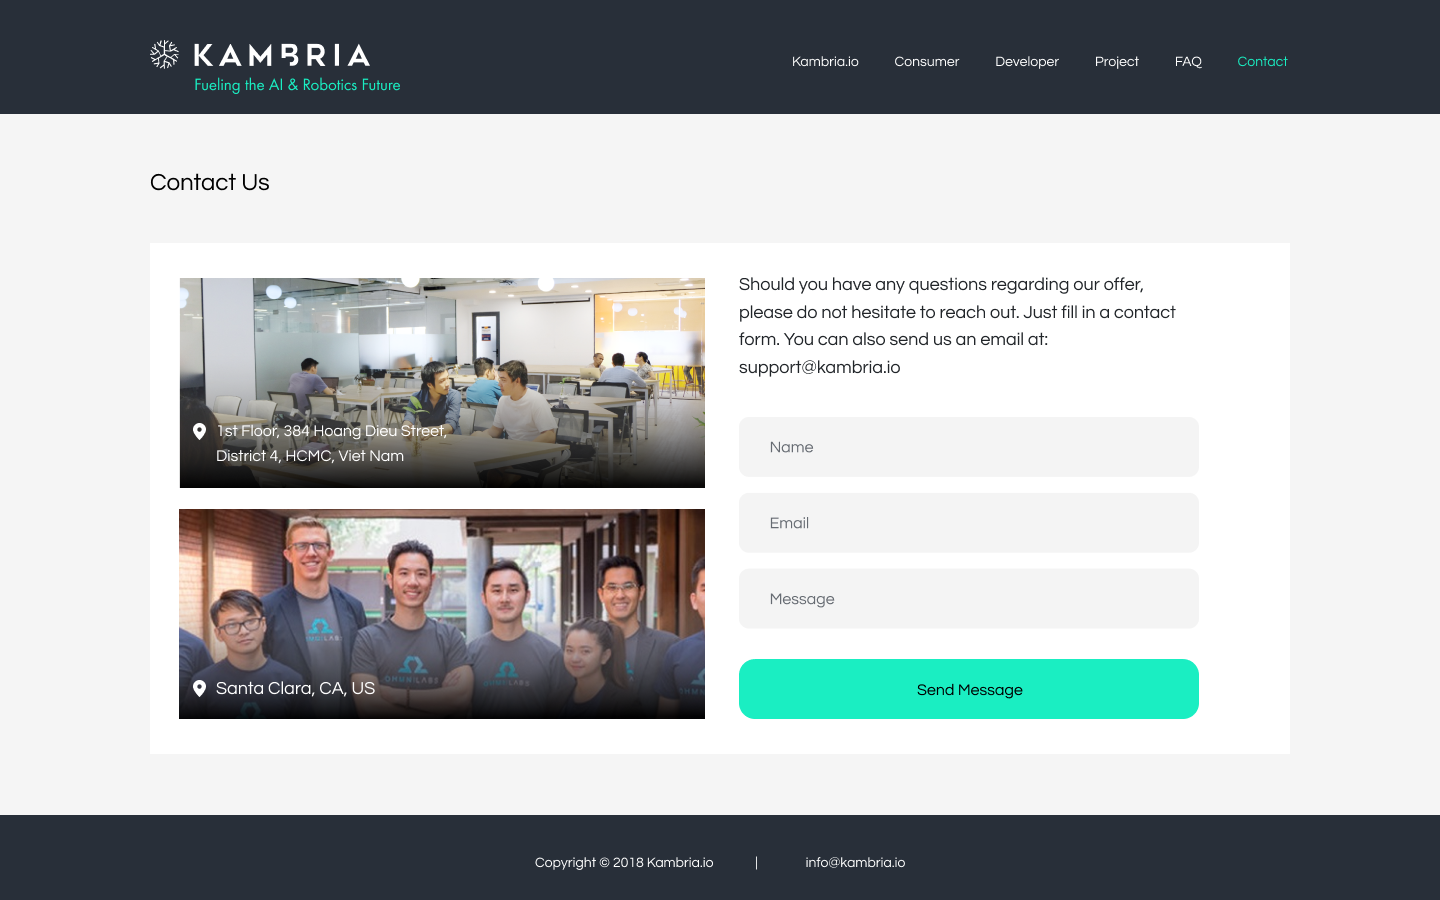 KAMBRIA
Fueling the AI & Robotics Future
Kambria.io
Consumer
Developer
Project
FAQ
Contact
Contact Us
1st Floor, 384 Hoang Dieu Street,
District 4, HCMC, Viet Nam
OHMNILABS
OHMNILABS
Santa Clara, CA, US
Should you have any questions regarding our offer,
please do not hesitate to reach out. Just fill in a contact
form. You can also send us an email at:
support@kambria.io
Name
Email
Message
Send Message
Copyright © 2018 Kambria.io
|
info@kambria.io